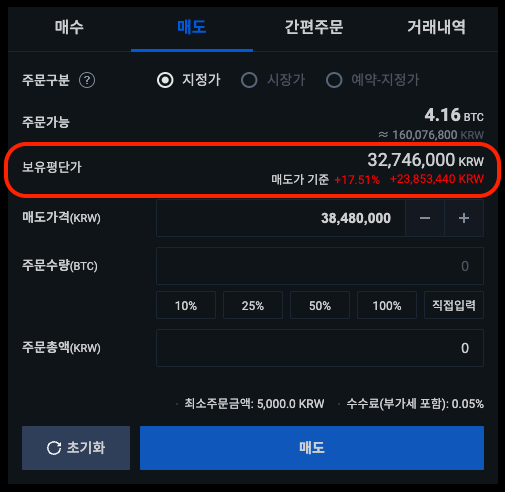 매수 매도 간편주문 거래내역
주문구분 ? 지정가 시장가 예약-지정가
주문가능 4.16 BTC
≈ 160,076,800 KRW
보유평단가 32,746,000 KRW
매도가 기준 +17.51% +23,853,440 KRW
매도가격(KRW) 38,480,000 − +
주문수량(BTC) 0
10% 25% 50% 100% 직접입력
주문총액(KRW) 0
· 최소주문금액: 5,000.0 KRW · 수수료(부가세 포함): 0.05%
초기화 매도